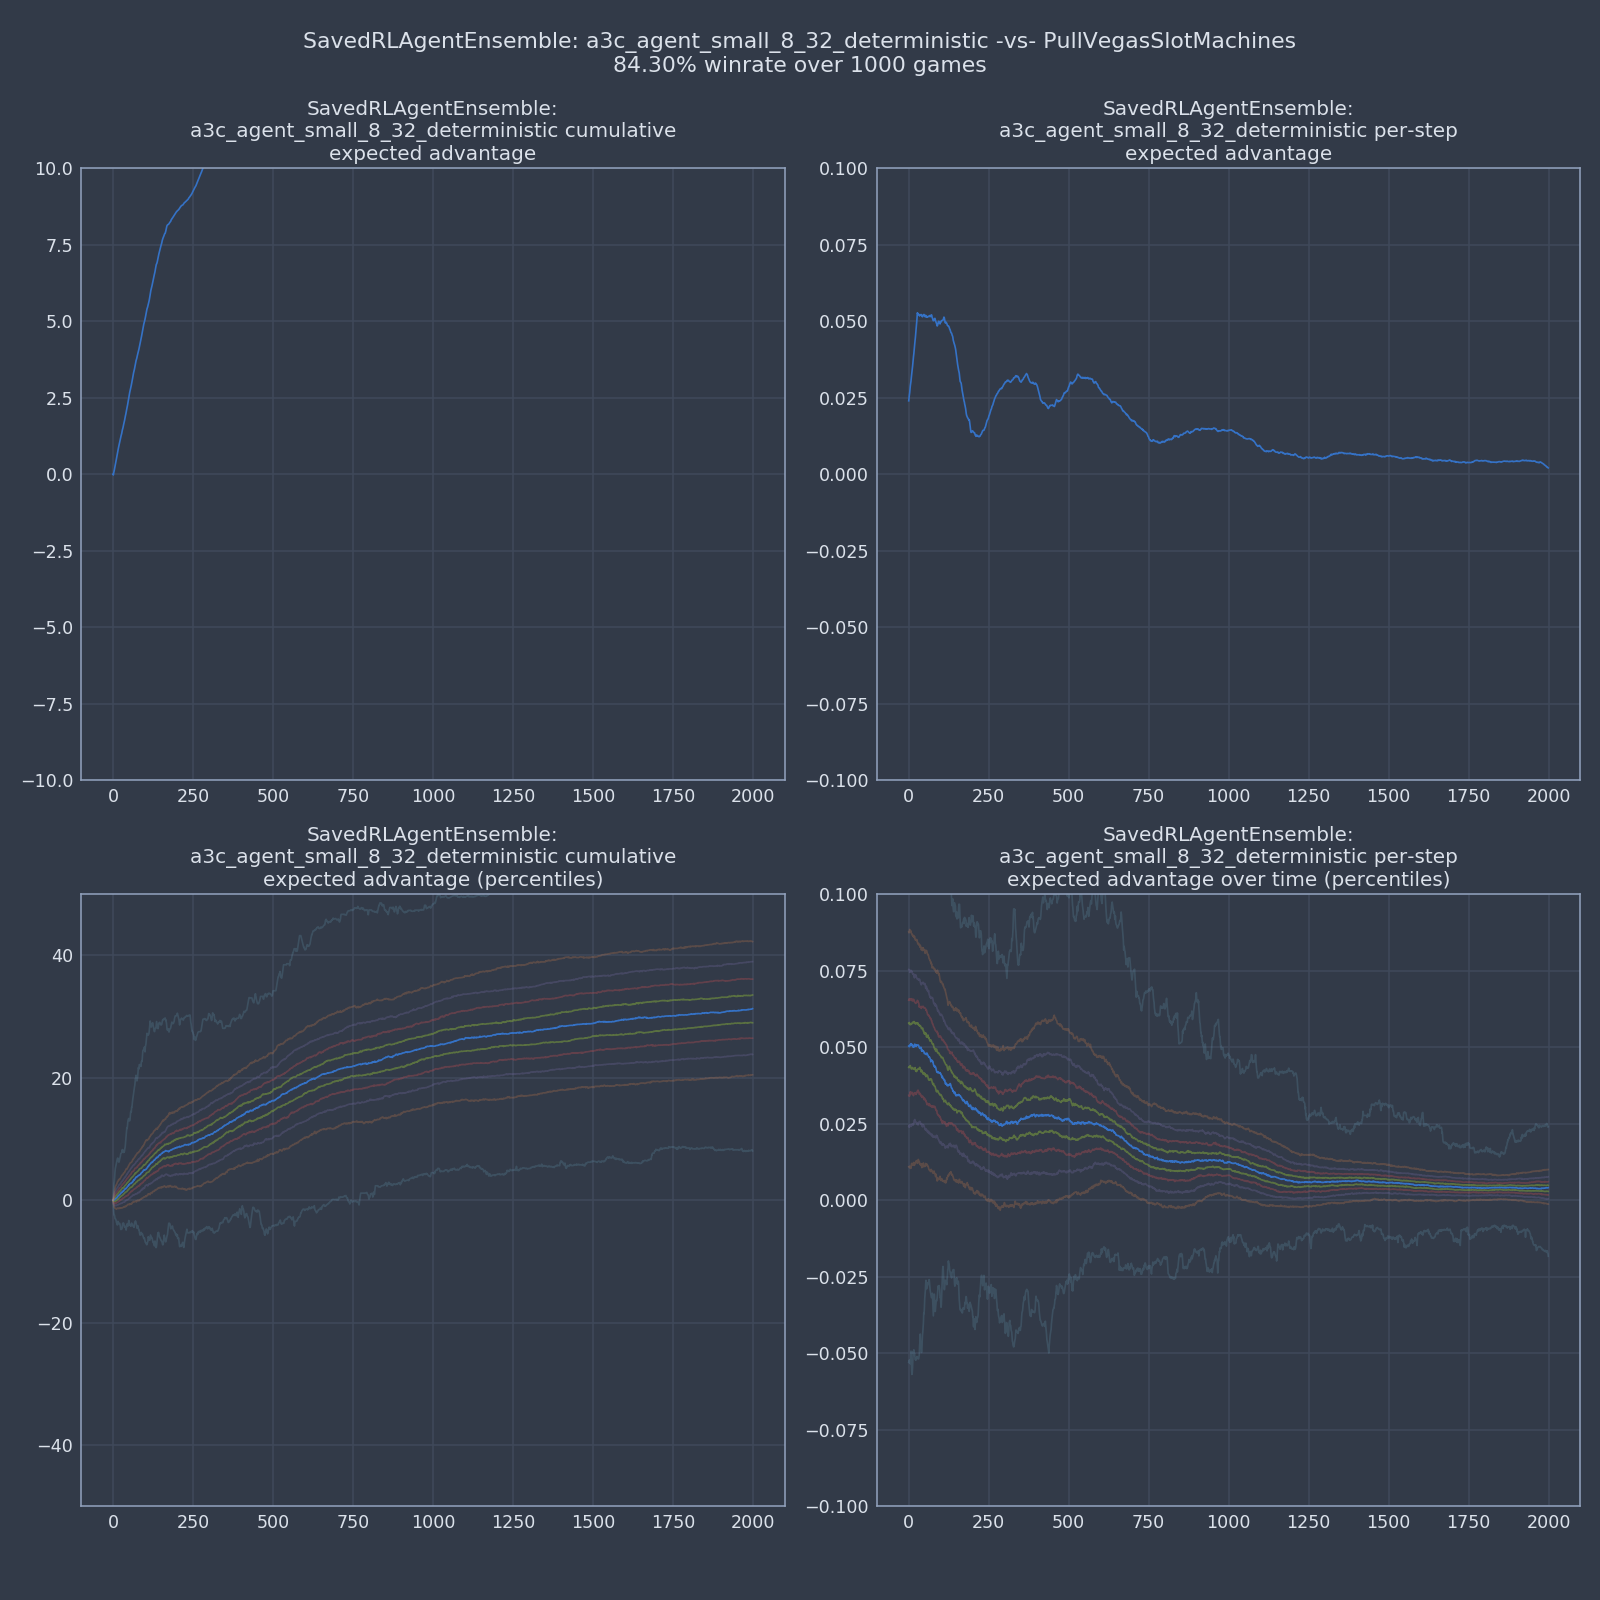 SavedRLAgentEnsemble: a3c_agent_small_8_32_deterministic -vs- PullVegasSlotMachines
84.30% winrate over 1000 games
SavedRLAgentEnsemble:
a3c_agent_small_8_32_deterministic cumulative
expected advantage
10.0
7.5
5.0
2.5
0.0
−2.5
−5.0
−7.5
−10.0
0 250 500 750 1000 1250 1500 1750 2000
SavedRLAgentEnsemble:
a3c_agent_small_8_32_deterministic per-step
expected advantage
0.100
0.075
0.050
0.025
0.000
−0.025
−0.050
−0.075
−0.100
0 250 500 750 1000 1250 1500 1750 2000
SavedRLAgentEnsemble:
a3c_agent_small_8_32_deterministic cumulative
expected advantage (percentiles)
40
20
0
−20
−40
0 250 500 750 1000 1250 1500 1750 2000
SavedRLAgentEnsemble:
a3c_agent_small_8_32_deterministic per-step
expected advantage over time (percentiles)
0.100
0.075
0.050
0.025
0.000
−0.025
−0.050
−0.075
−0.100
0 250 500 750 1000 1250 1500 1750 2000